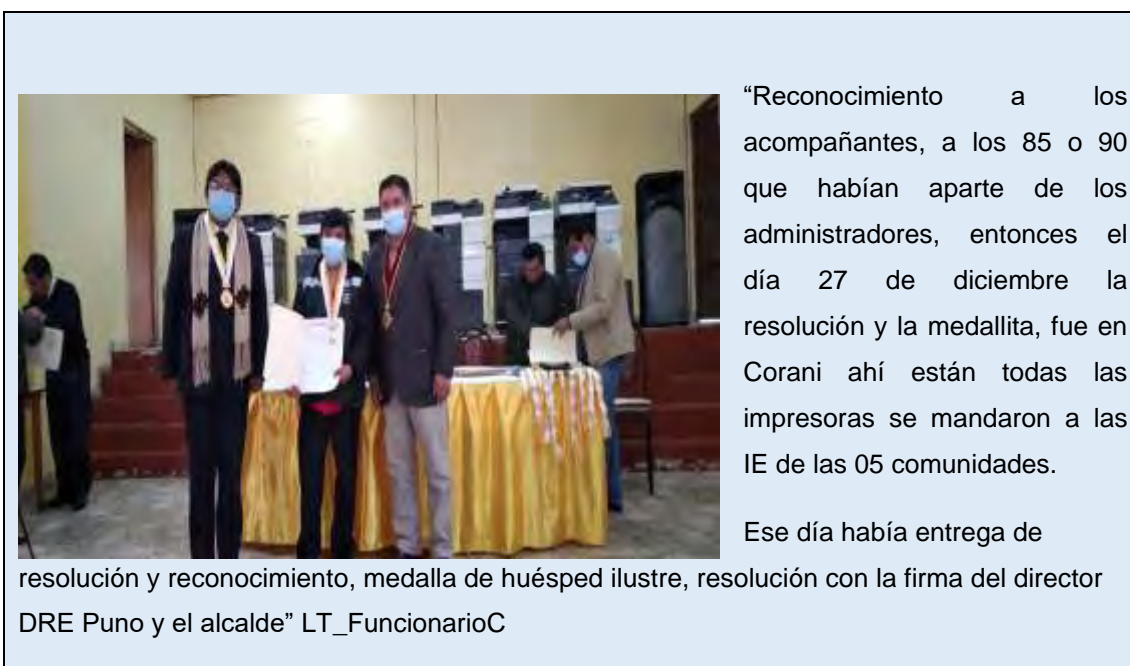 “Reconocimiento a los
acompañantes, a los 85 o 90
que habían aparte de los
administradores, entonces el
día 27 de diciembre la
resolución y la medallita, fue en
Corani ahí están todas las
impresoras se mandaron a las
IE de las 05 comunidades.
Ese día había entrega de
resolución y reconocimiento, medalla de huésped ilustre, resolución con la firma del director
DRE Puno y el alcalde” LT_FuncionarioC